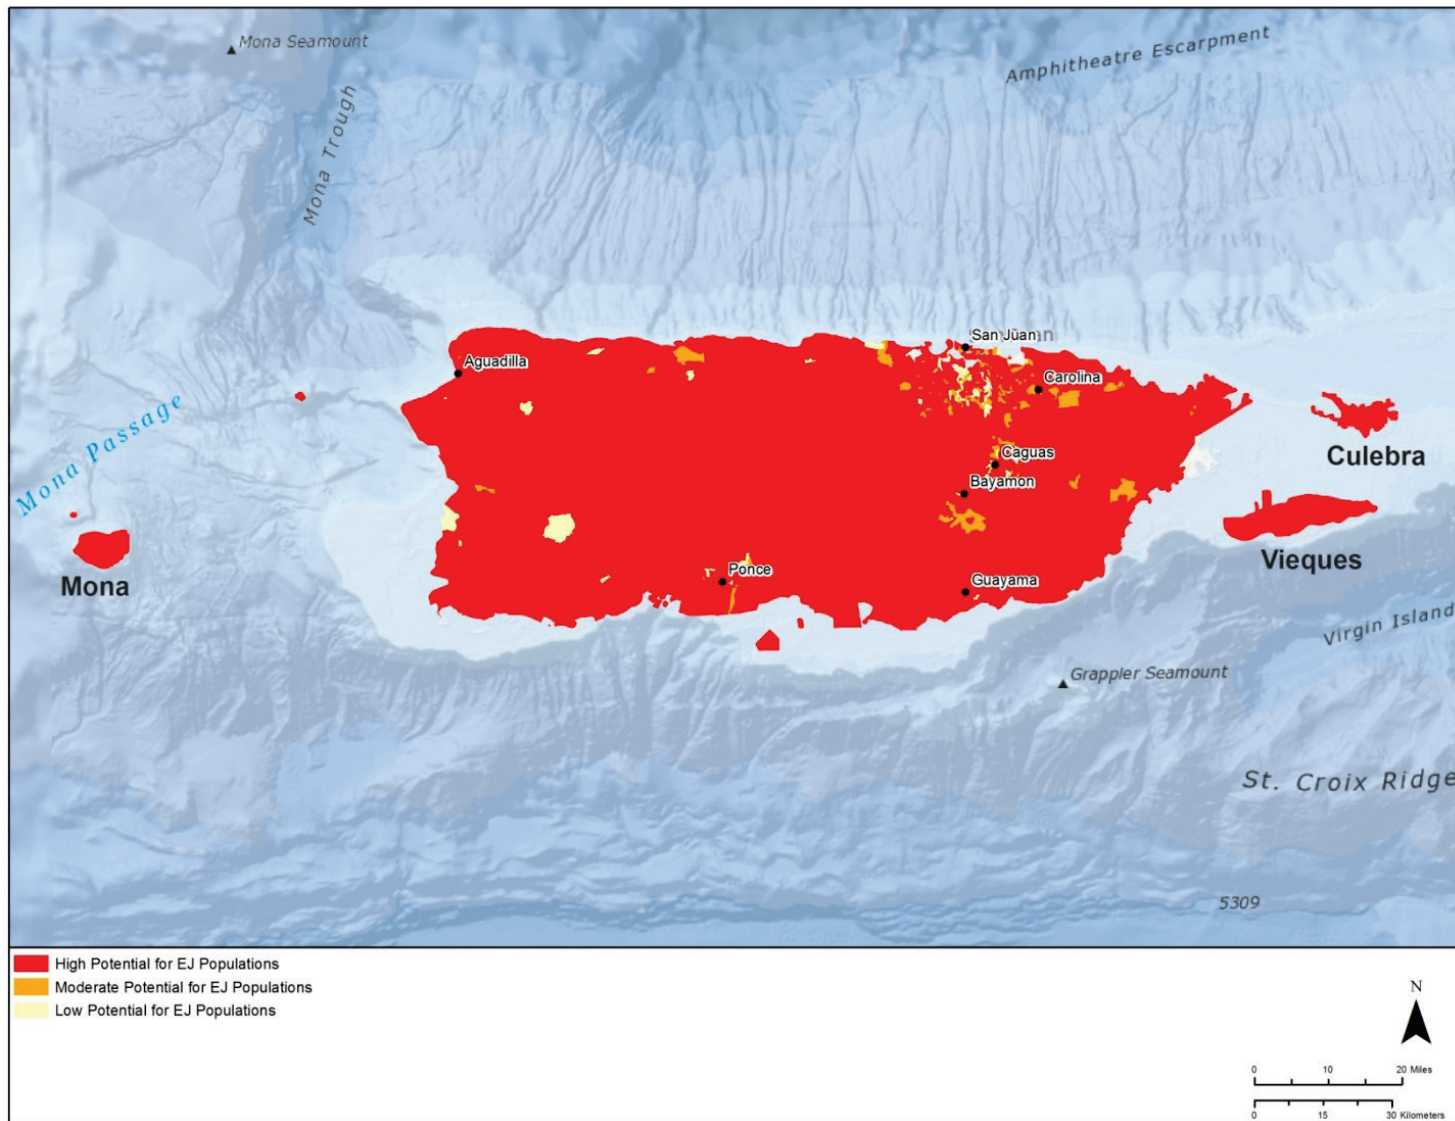 Mona Seamount
Amphitheatre Escarpment
Mona Trough
San Jüan
Aguadilla
Carolina
Mona Passage
Culebra
Caguas
Bayamon
Vieques
Mona
Ponce
Guayama
Virgin Island
Grappler Seamount
St. Croix Ridge
5309
High Potential for EJ Populations
Moderate Potential for EJ Populations
Low Potential for EJ Populations
N
0 10 20 Miles
0 15 30 Kilometers